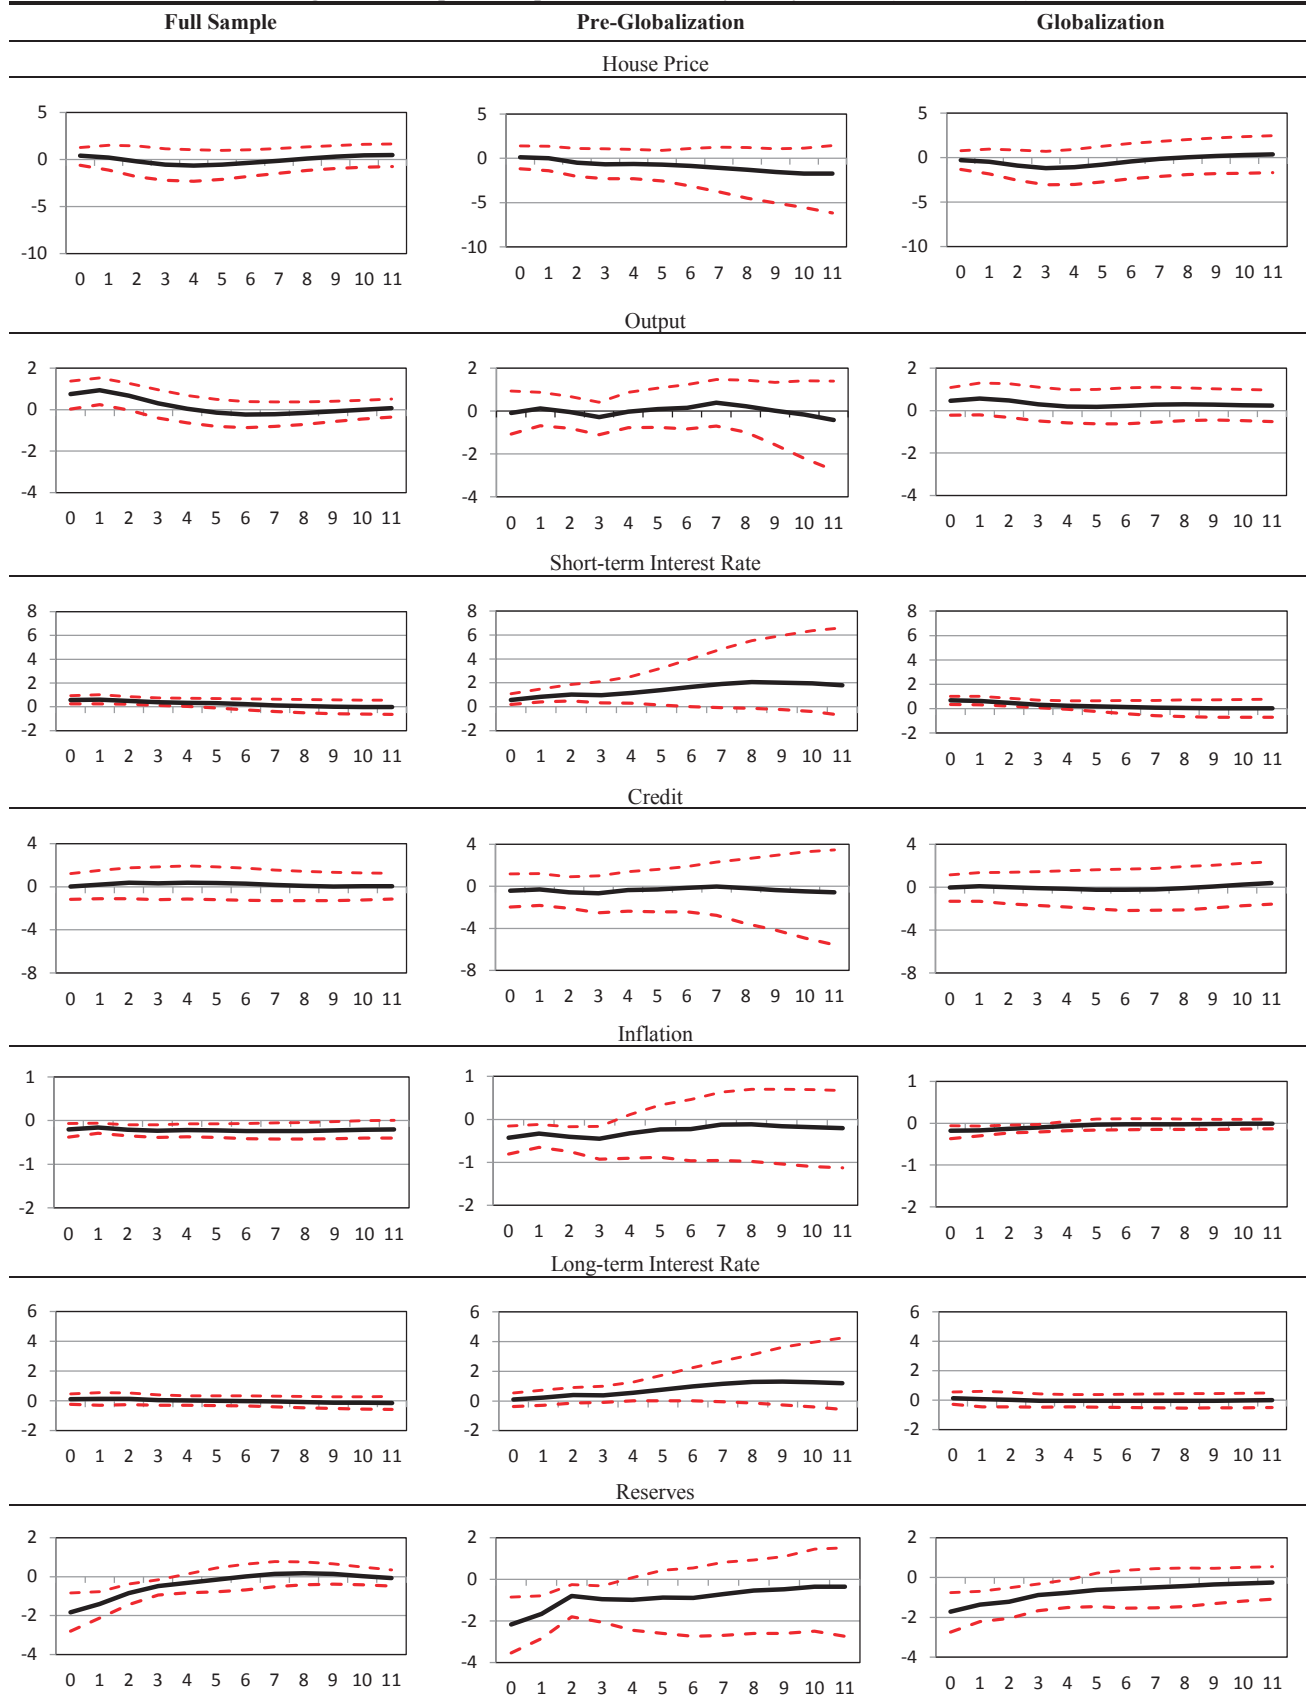 Full Sample Pre-Globalization Globalization
House Price
5 5 5
0 0 0
-5 -5 -5
-10 -10 -10
0 1 2 3 4 5 6 7 8 9 10 11 0 1 2 3 4 5 6 7 8 9 10 11 0 1 2 3 4 5 6 7 8 9 10 11
Output
2 2 2
0 0 0
-2 -2 -2
-4 -4 -4
0 1 2 3 4 5 6 7 8 9 10 11 0 1 2 3 4 5 6 7 8 9 10 11 0 1 2 3 4 5 6 7 8 9 10 11
Short-term Interest Rate
8 8 8
6 6 6
4 4 4
2 2 2
0 0 0
-2 -2 -2
0 1 2 3 4 5 6 7 8 9 10 11 0 1 2 3 4 5 6 7 8 9 10 11 0 1 2 3 4 5 6 7 8 9 10 11
Credit
4 4 4
0 0 0
-4 -4 -4
-8 -8 -8
0 1 2 3 4 5 6 7 8 9 10 11 0 1 2 3 4 5 6 7 8 9 10 11 0 1 2 3 4 5 6 7 8 9 10 11
Inflation
1 1 1
0 0 0
-1 -1 -1
-2 -2 -2
0 1 2 3 4 5 6 7 8 9 10 11 0 1 2 3 4 5 6 7 8 9 10 11 0 1 2 3 4 5 6 7 8 9 10 11
Long-term Interest Rate
6 6 6
4 4 4
2 2 2
0 0 0
-2 -2 -2
0 1 2 3 4 5 6 7 8 9 10 11 0 1 2 3 4 5 6 7 8 9 10 11 0 1 2 3 4 5 6 7 8 9 10 11
Reserves
2 2 2
0 0 0
-2 -2 -2
-4 -4 -4
0 1 2 3 4 5 6 7 8 9 10 11 0 1 2 3 4 5 6 7 8 9 10 11 0 1 2 3 4 5 6 7 8 9 10 11